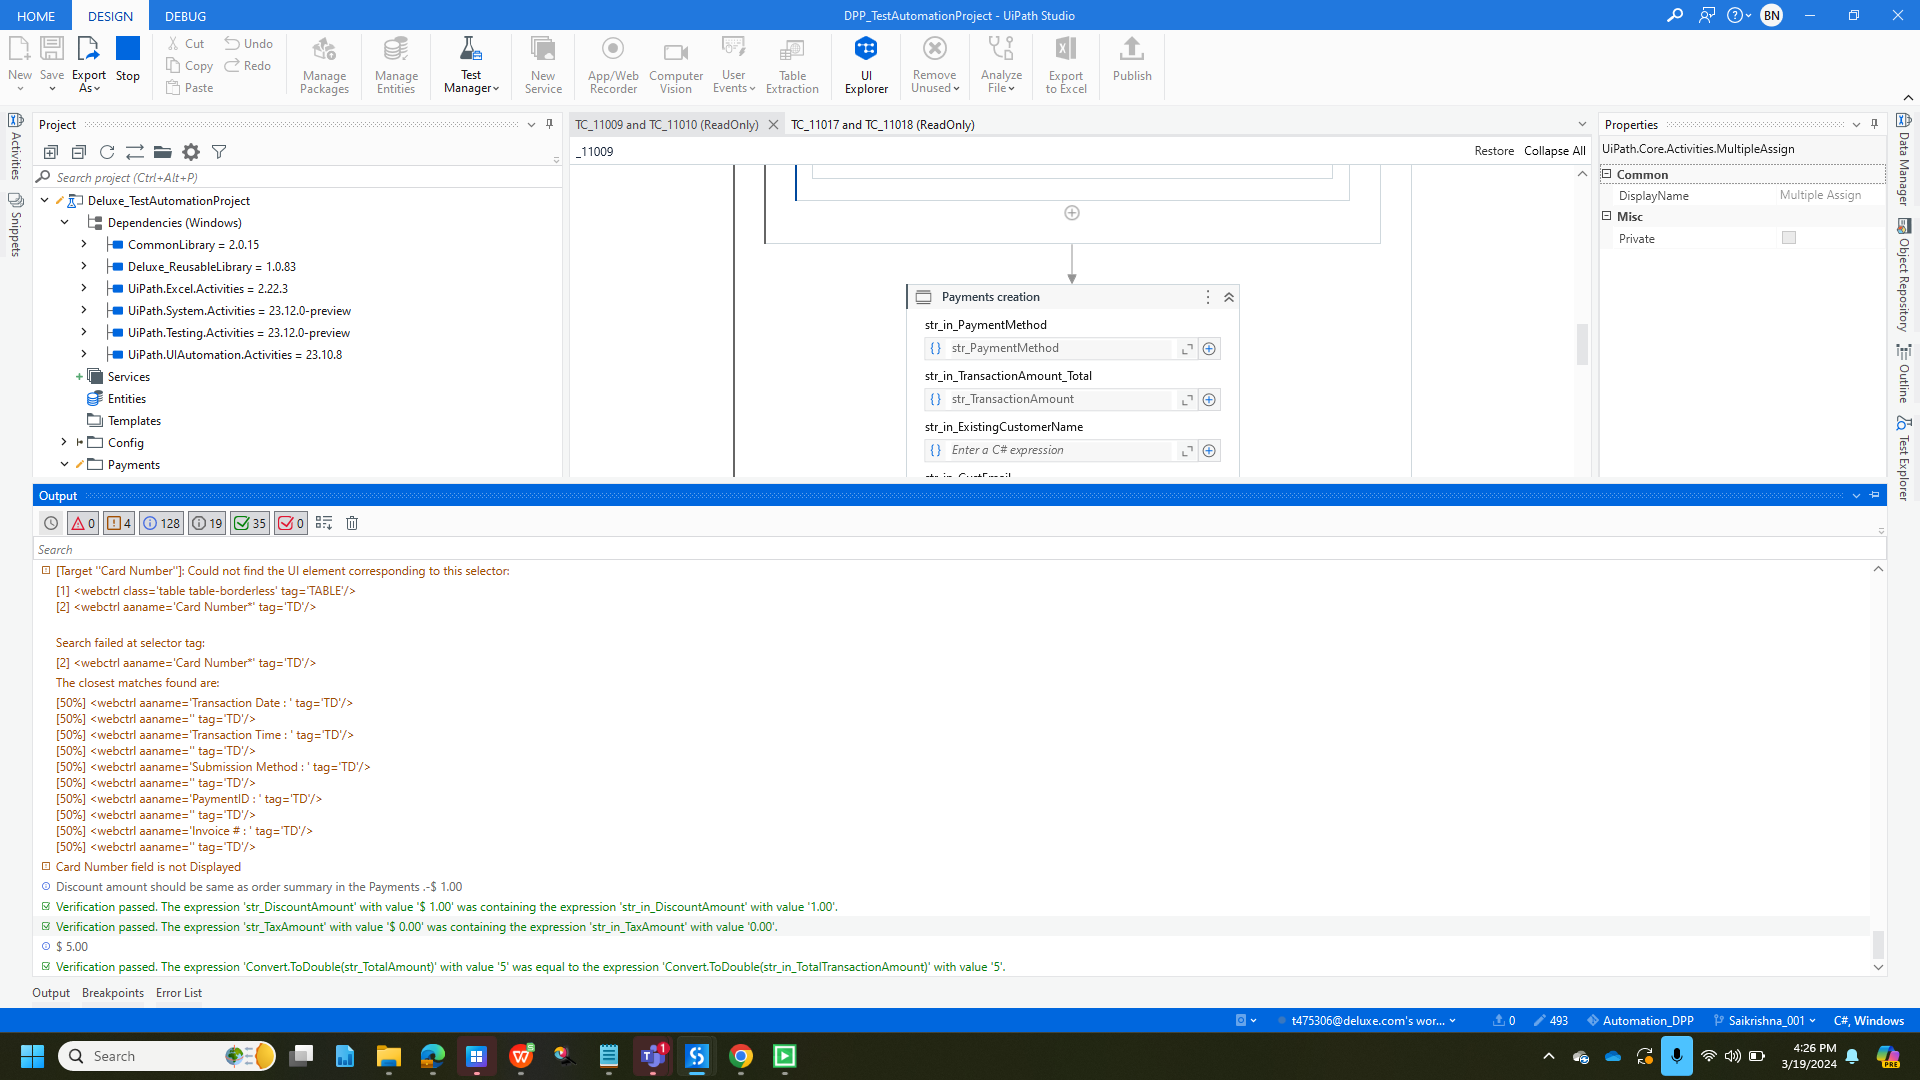 HOME
DESIGN
DEBUG
DPP_TestAutomationProject - UiPath Studio
BN
New
Save
Export As
Stop
Cut
Copy
Paste
Undo
Redo
Manage Packages
Manage Entities
Test Manager
New Service
App/Web Recorder
Computer Vision
User Events
Table Extraction
UI Explorer
Remove Unused
Analyze File
Export to Excel
Publish
Activities
Snippets
Project
Search project (Ctrl+Alt+P)
Deluxe_TestAutomationProject
Dependencies (Windows)
CommonLibrary = 2.0.15
Deluxe_ReusableLibrary = 1.0.83
UiPath.Excel.Activities = 2.22.3
UiPath.System.Activities = 23.12.0-preview
UiPath.Testing.Activities = 23.12.0-preview
UiPath.UIAutomation.Activities = 23.10.8
Services
Entities
Templates
Config
Payments
TC_11009 and TC_11010 (ReadOnly)
TC_11017 and TC_11018 (ReadOnly)
_11009
Restore
Collapse All
Payments creation
str_in_PaymentMethod
str_PaymentMethod
str_in_TransactionAmount_Total
str_TransactionAmount
str_in_ExistingCustomerName
Enter a C# expression
str_in_CustEmail
Properties
UiPath.Core.Activities.MultipleAssign
Common
DisplayName
Multiple Assign
Misc
Private
Data Manager
Object Repository
Outline
Test Explorer
Output
0
4
128
19
35
0
Search
[Target "Card Number"]: Could not find the UI element corresponding to this selector:
[1] <webctrl class='table table-borderless' tag='TABLE'/>
[2] <webctrl aaname='Card Number*' tag='TD'/>
Search failed at selector tag:
[2] <webctrl aaname='Card Number*' tag='TD'/>
The closest matches found are:
[50%] <webctrl aaname='Transaction Date : ' tag='TD'/>
[50%] <webctrl aaname='' tag='TD'/>
[50%] <webctrl aaname='Transaction Time : ' tag='TD'/>
[50%] <webctrl aaname='' tag='TD'/>
[50%] <webctrl aaname='Submission Method : ' tag='TD'/>
[50%] <webctrl aaname='' tag='TD'/>
[50%] <webctrl aaname='PaymentID : ' tag='TD'/>
[50%] <webctrl aaname='' tag='TD'/>
[50%] <webctrl aaname='Invoice # : ' tag='TD'/>
[50%] <webctrl aaname='' tag='TD'/>
Card Number field is not Displayed
Discount amount should be same as order summary in the Payments .-$ 1.00
Verification passed. The expression 'str_DiscountAmount' with value '$ 1.00' was containing the expression 'str_in_DiscountAmount' with value '1.00'.
Verification passed. The expression 'str_TaxAmount' with value '$ 0.00' was containing the expression 'str_in_TaxAmount' with value '0.00'.
$ 5.00
Verification passed. The expression 'Convert.ToDouble(str_TotalAmount)' with value '5' was equal to the expression 'Convert.ToDouble(str_in_TotalTransactionAmount)' with value '5'.
Output
Breakpoints
Error List
t475306@deluxe.com's wor...
0
493
Automation_DPP
Saikrishna_001
C#, Windows
Search
1
4:26 PM
3/19/2024
PRE